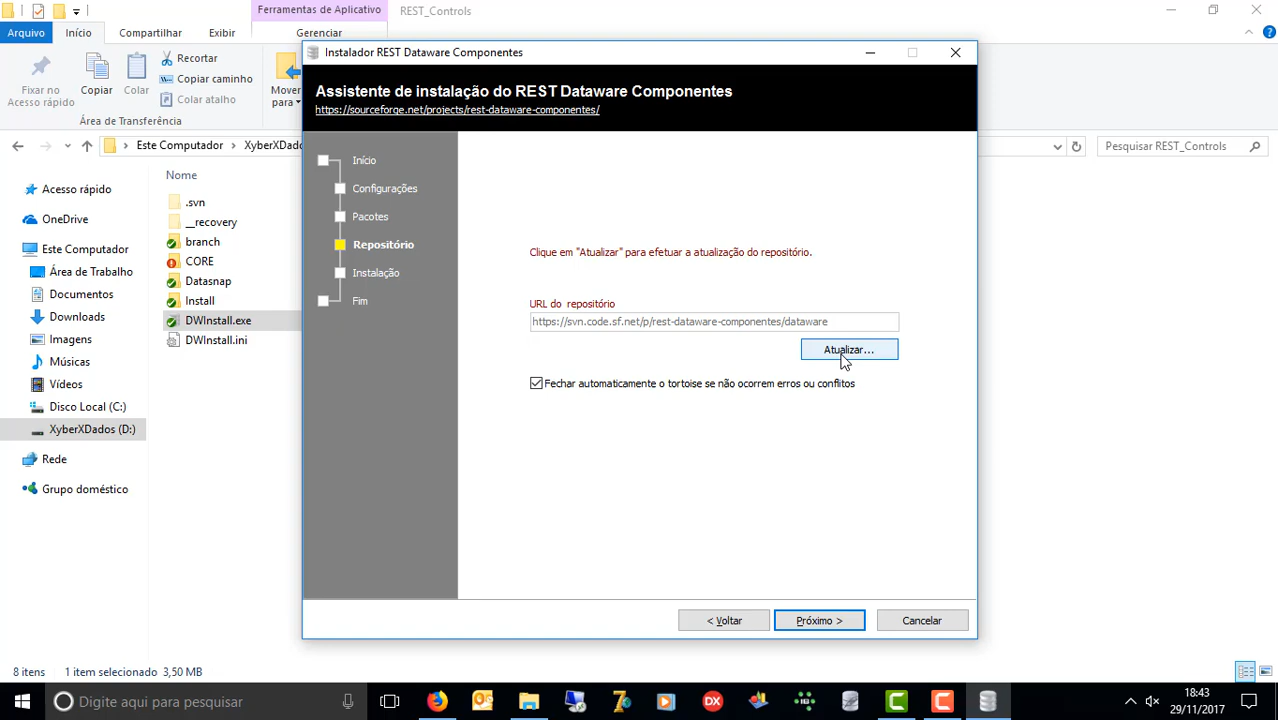 Ferramentas de Aplicativo
REST_Controls
Arquivo
Início
Compartilhar
Exibir
Gerenciar
Fixar no
Acesso rápido
Copiar
Colar
Recortar
Copiar caminho
Colar atalho
Mover
para
Área de Transferência
Este Computador
XyberXDado
Pesquisar REST_Controls
Acesso rápido
OneDrive
Este Computador
Área de Trabalho
Documentos
Downloads
Imagens
Músicas
Vídeos
Disco Local (C:)
XyberXDados (D:)
Rede
Grupo doméstico
Nome
.svn
__recovery
branch
CORE
Datasnap
Install
DWInstall.exe
DWInstall.ini
Instalador REST Dataware Componentes
Assistente de instalação do REST Dataware Componentes
https://sourceforge.net/projects/rest-dataware-componentes/
Início
Configurações
Pacotes
Repositório
Instalação
Fim
Clique em "Atualizar" para efetuar a atualização do repositório.
URL do repositório
https://svn.code.sf.net/p/rest-dataware-componentes/dataware
Atualizar...
Fechar automaticamente o tortoise se não ocorrem erros ou conflitos
< Voltar
Próximo >
Cancelar
8 itens
1 item selecionado 3,50 MB
Digite aqui para pesquisar
18:43
29/11/2017